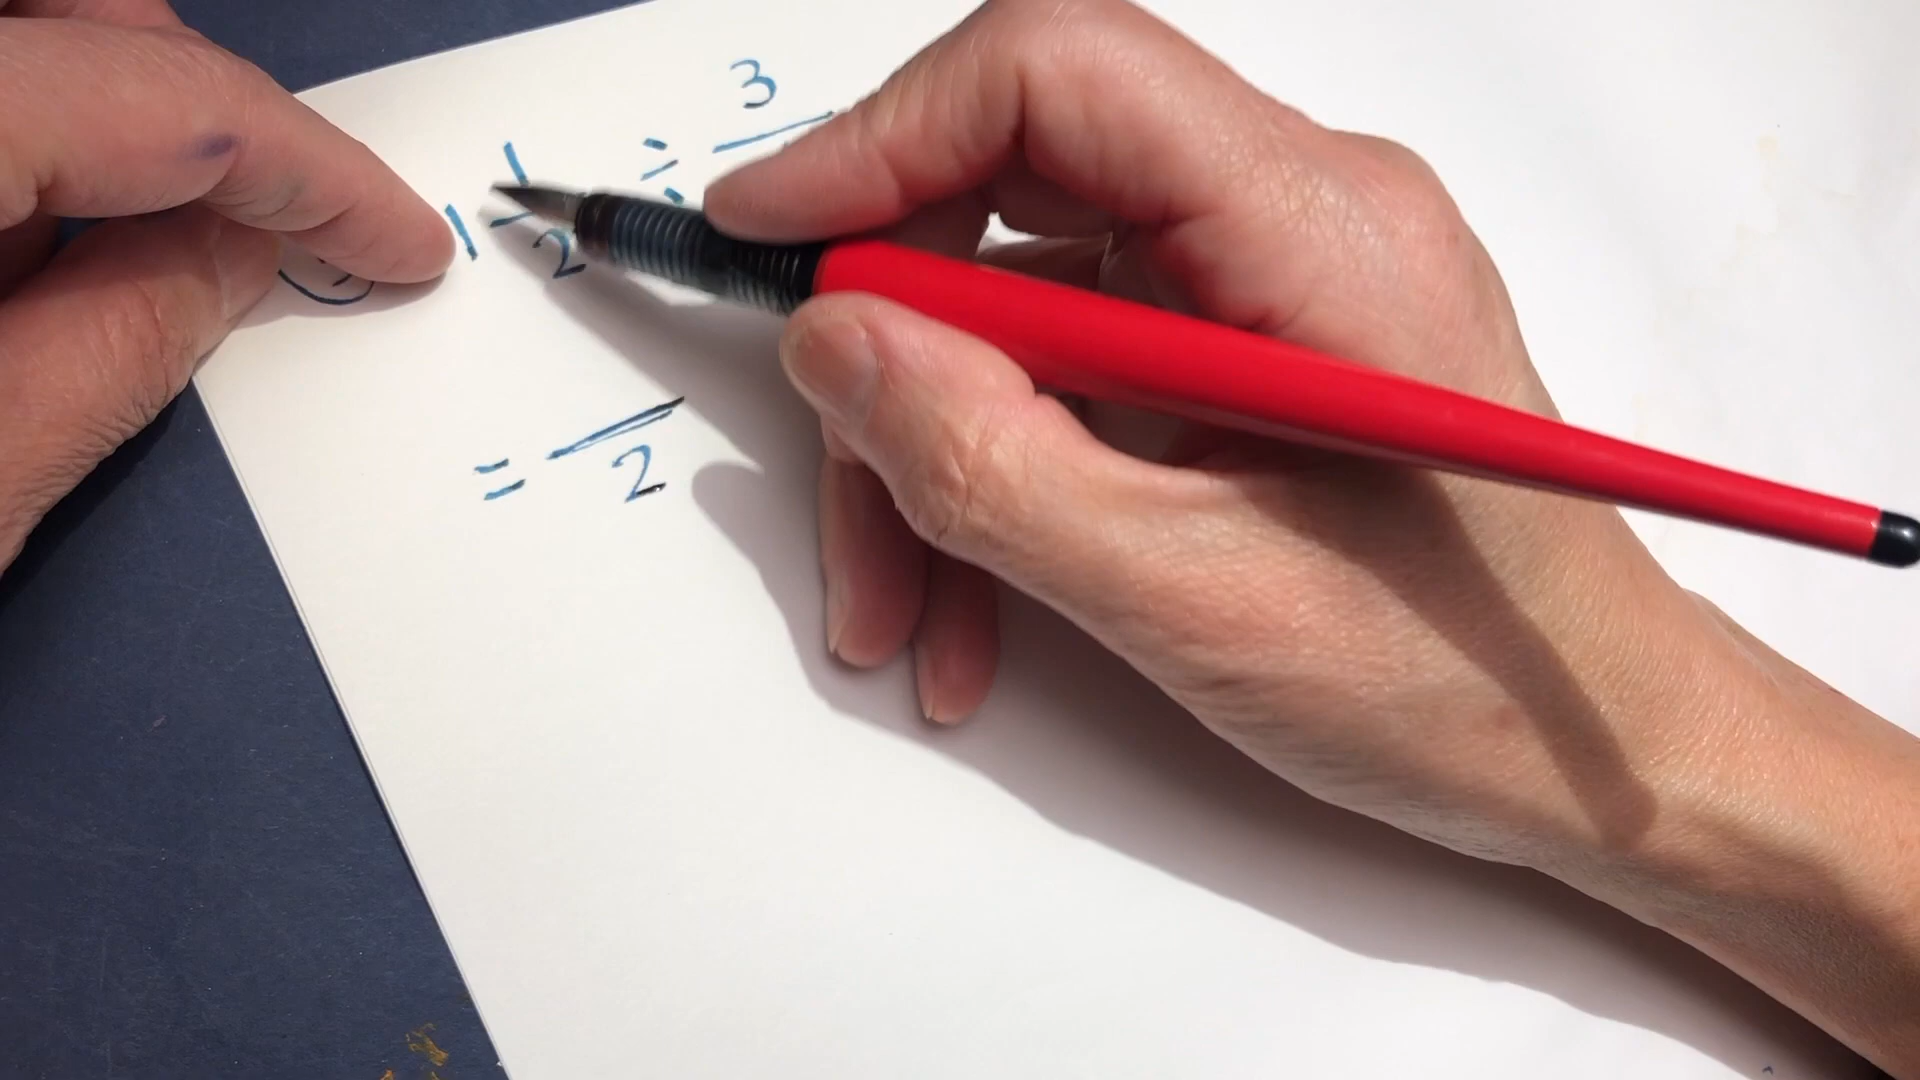 1 1/2 ÷ 3/
= /2